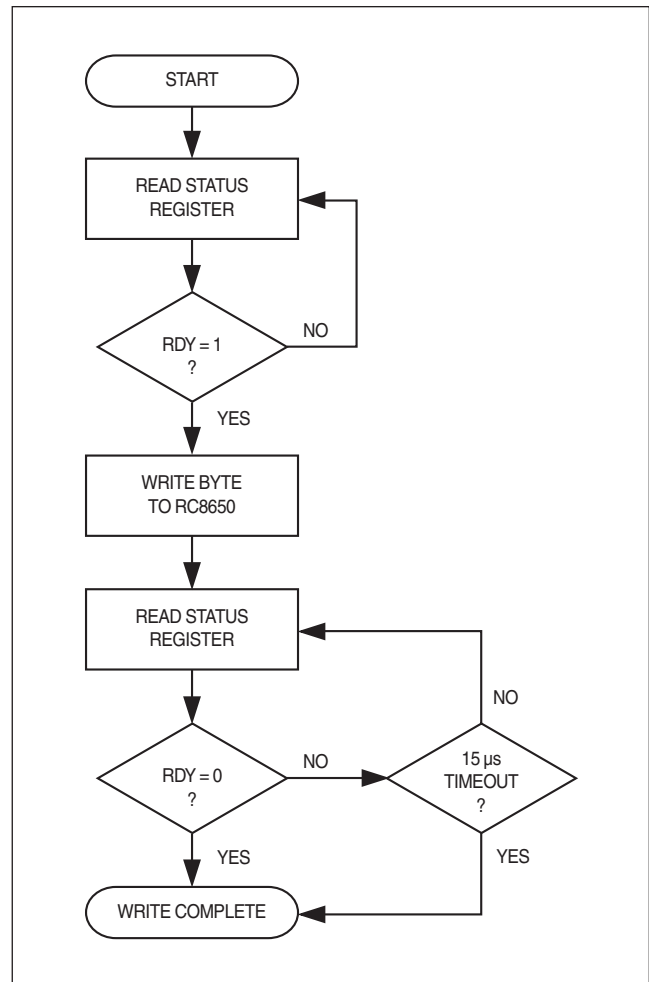 START
READ STATUS
REGISTER
NO
RDY = 1
?
YES
WRITE BYTE
TO RC8650
READ STATUS
REGISTER
NO
RDY = 0
?
NO
15 µs
TIMEOUT
?
YES
YES
WRITE COMPLETE